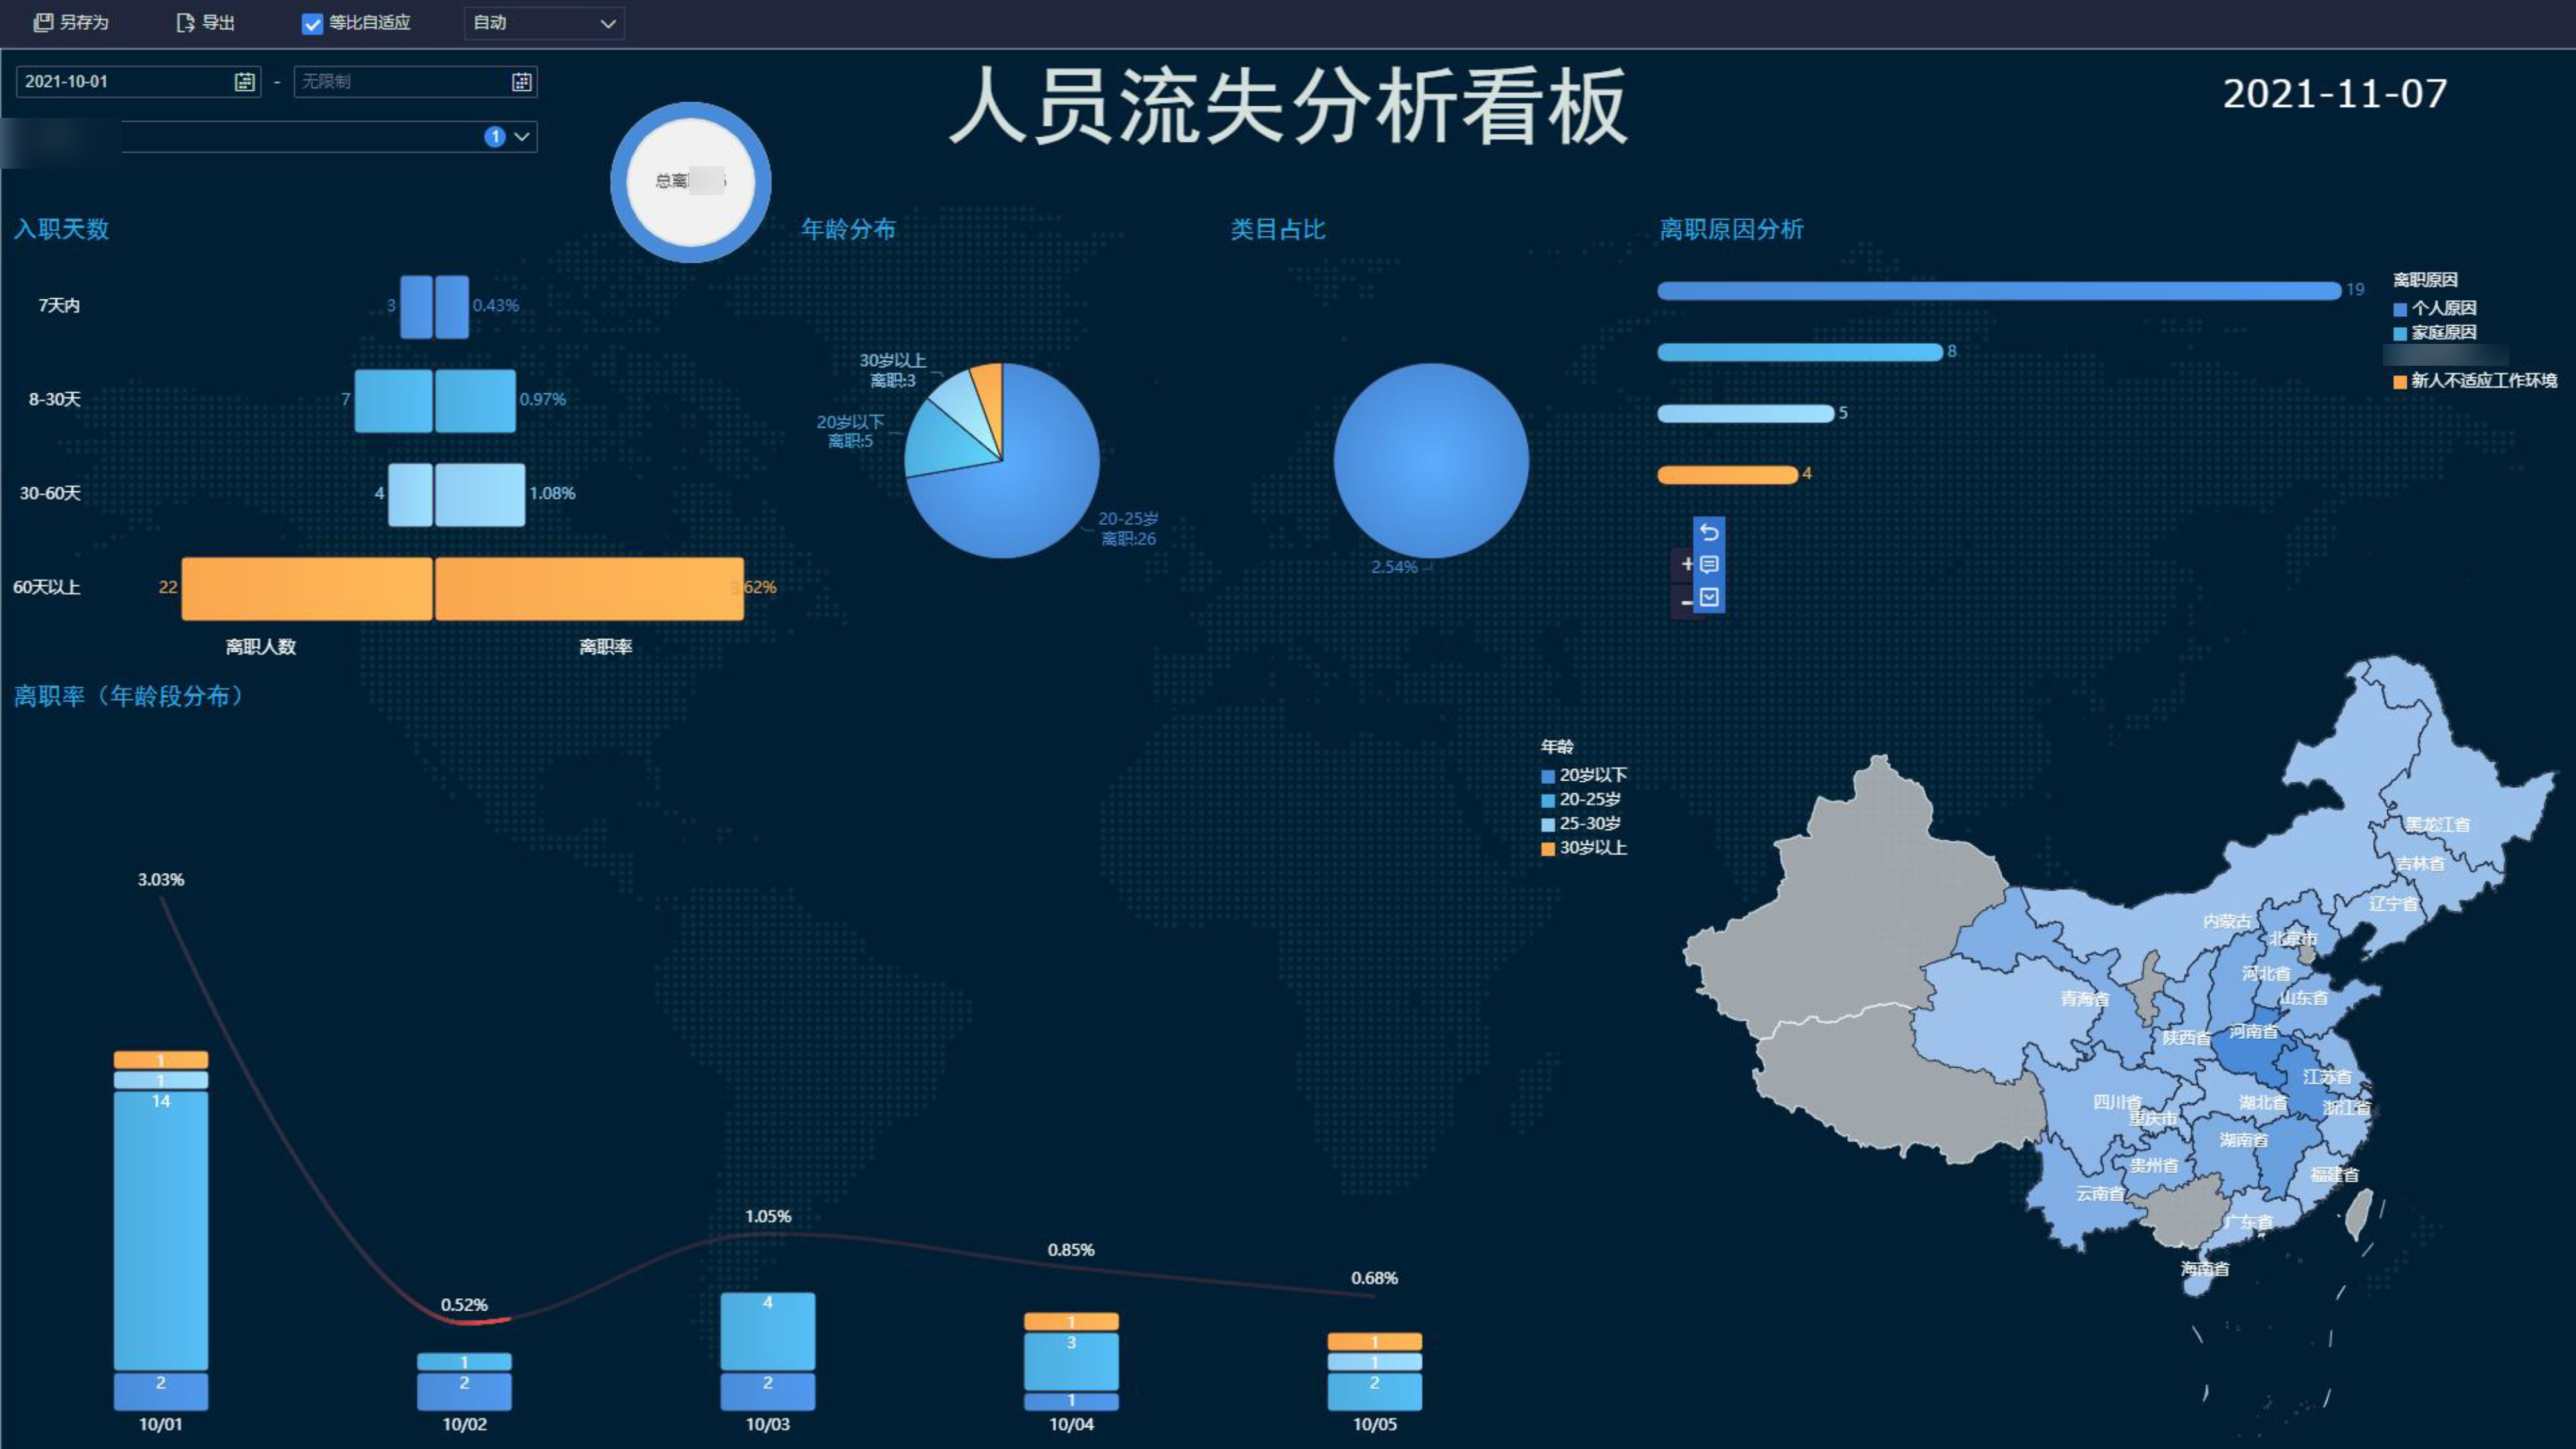 另存为 导出 等比自适应 自动
2021-10-01 - 无限制
1
人员流失分析看板
2021-11-07
总离
入职天数
7天内 3 0.43%
8-30天 7 0.97%
30-60天 4 1.08%
60天以上 22 62%
离职人数 离职率
年龄分布
30岁以上
离职:3
20岁以下
离职:5
20-25岁
离职:26
类目占比
2.54%
离职原因分析
19
8
5
4
离职原因
个人原因
家庭原因
新人不适应工作环境
+
-
离职率（年龄段分布）
年龄
20岁以下
20-25岁
25-30岁
30岁以上
3.03%
0.52%
1.05%
0.85%
0.68%
1
1
14
2
1
2
4
2
1
3
1
1
1
2
10/01 10/02 10/03 10/04 10/05
黑龙江省
吉林省
辽宁省
内蒙古
北京市
河北省
青海省
山东省
河南省
陕西省
江苏省
四川省
湖北省
浙江省
重庆市
湖南省
贵州省
福建省
云南省
广东省
海南省